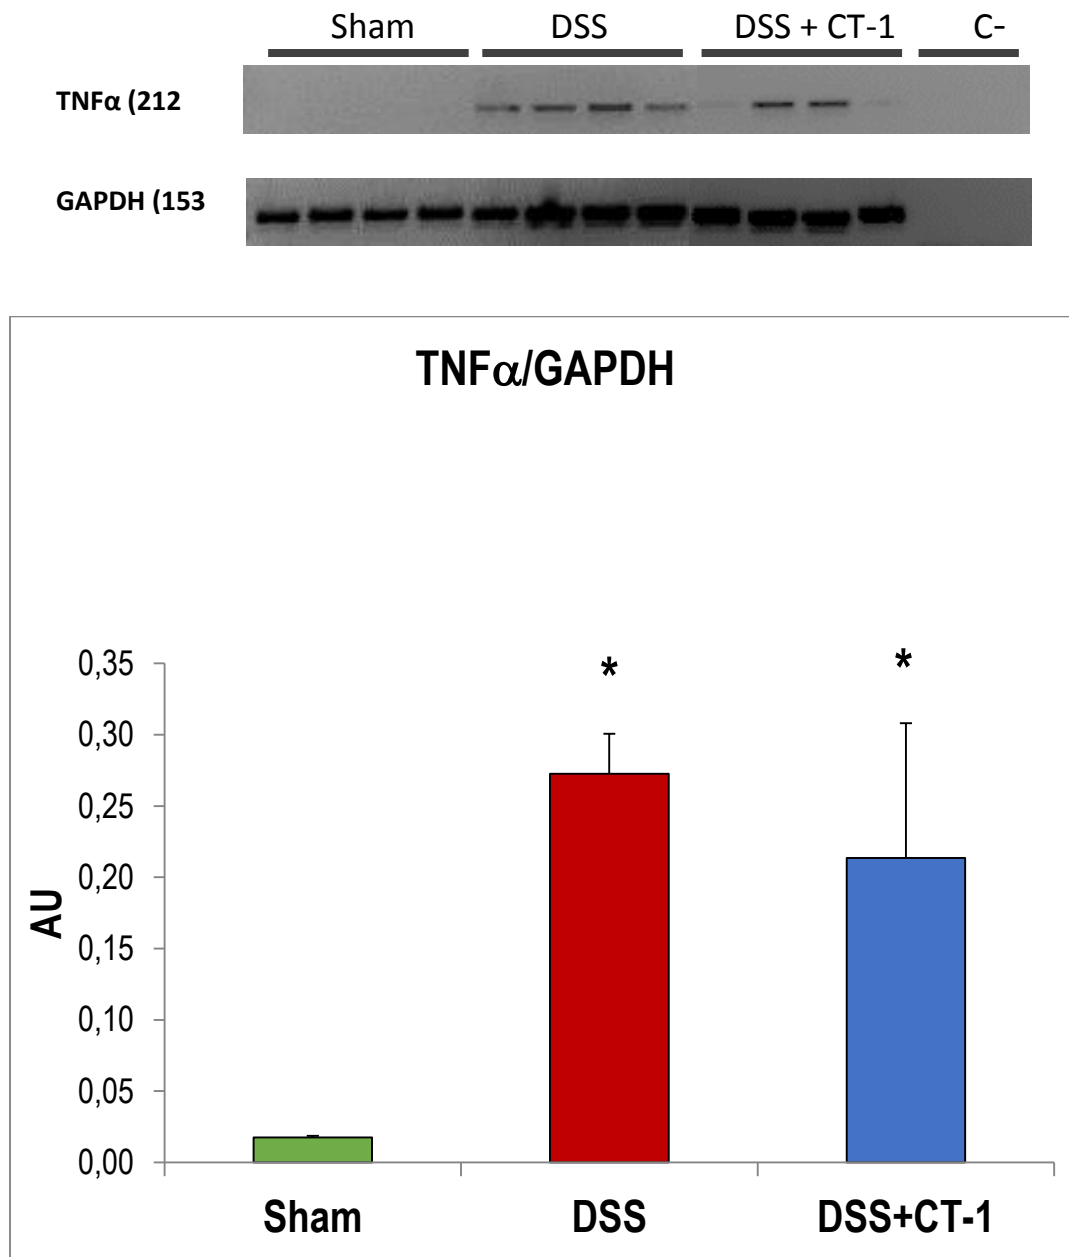 Sham DSS DSS + CT-1 C-
TNFα (212
GAPDH (153
TNFα/GAPDH
0,35
0,30
0,25
0,20
0,15
0,10
0,05
0,00
AU
* *
Sham DSS DSS+CT-1